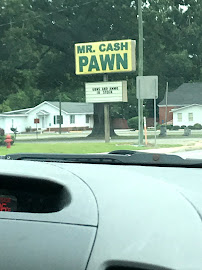 MR. CASH
PAWN
GUNS AND AMMO
IN STOCK